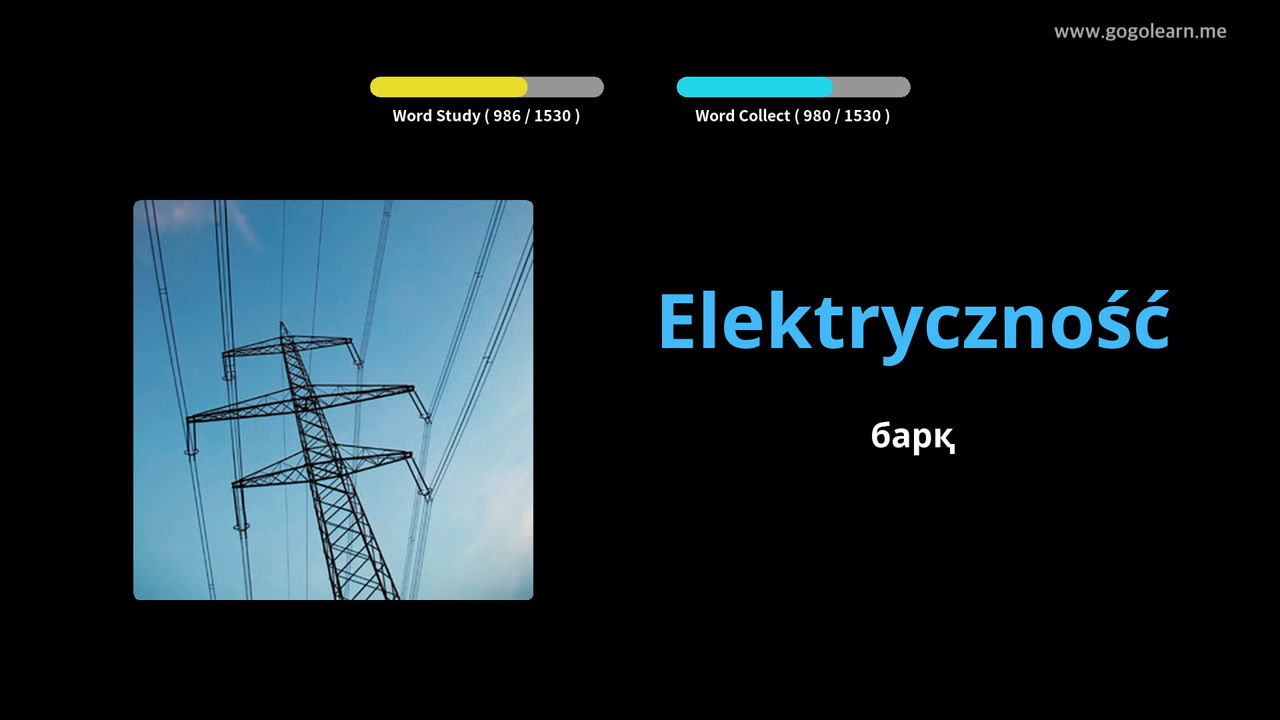 www.gogolearn.me
Word Study ( 986 / 1530 )
Word Collect ( 980 / 1530 )
Elektryczność
барқ